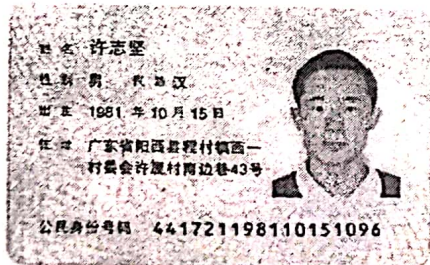 姓名 许志坚
性别 男 民族 汉
出生 1981 年 10 月 15 日
住址 广东省阳西县程村镇西一
村委会许厦村南边巷43号
公民身份号码 441721198110151096